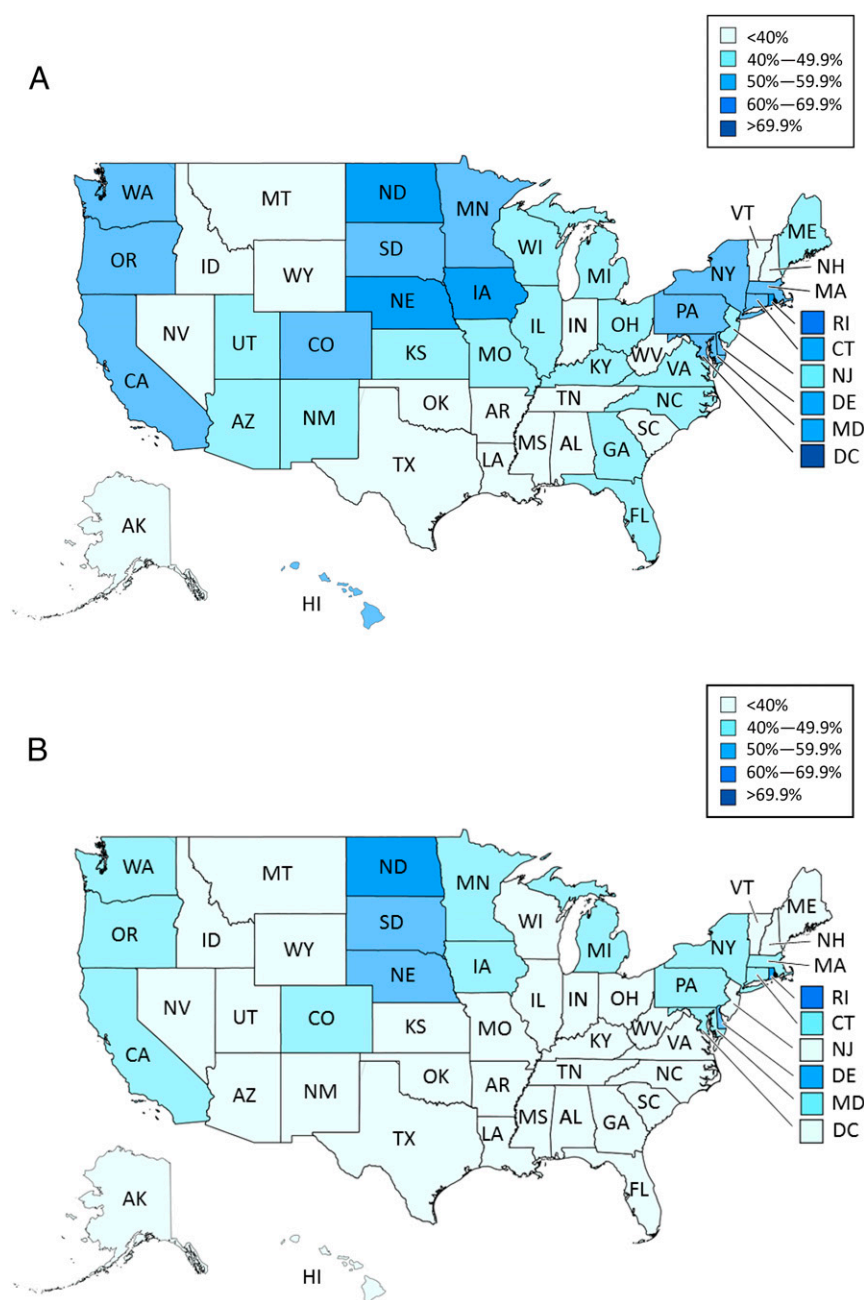 <40%
40%—49.9%
50%—59.9%
60%—69.9%
>69.9%
A
WA
MT
ND
MN
VT
ME
OR
ID
SD
WI
MI
NY
NH
WY
MA
NV
NE
IA
PA
RI
UT
CO
IL
IN
OH
CT
CA
KS
MO
WV
KY
VA
NJ
AZ
NM
OK
AR
TN
NC
DE
SC
MD
TX
LA
MS
AL
GA
DC
AK
FL
HI
<40%
40%—49.9%
50%—59.9%
60%—69.9%
>69.9%
B
WA
MT
ND
MN
VT
ME
OR
ID
SD
WI
MI
NY
NH
WY
MA
NV
NE
IA
PA
RI
UT
CO
IL
IN
OH
CT
CA
KS
MO
WV
KY
VA
NJ
AZ
NM
OK
AR
TN
NC
DE
SC
MD
TX
LA
MS
AL
GA
DC
AK
FL
HI